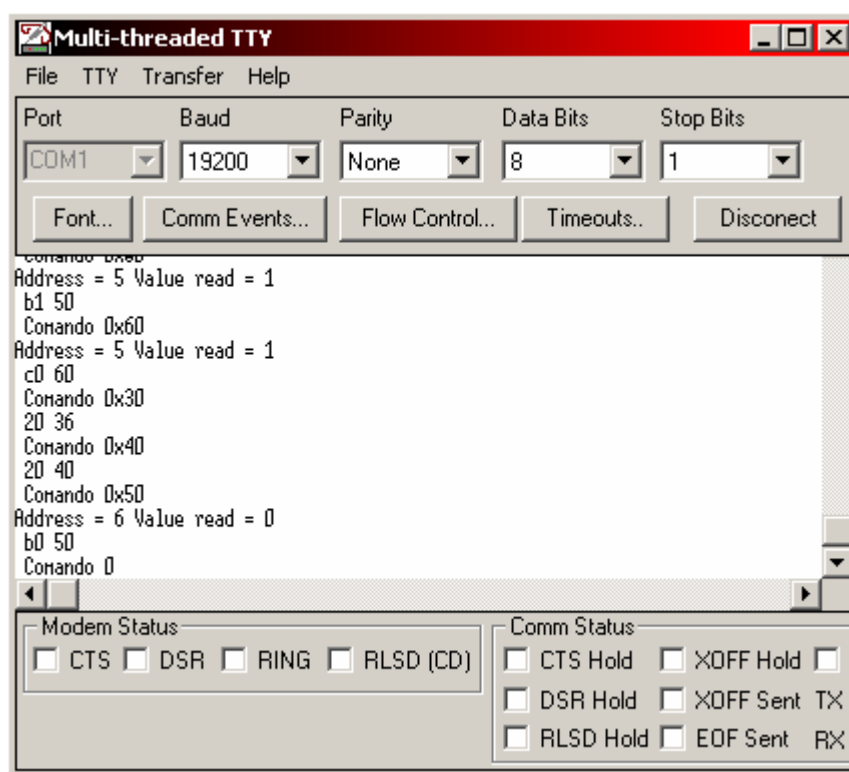 Multi-threaded TTY
File TTY Transfer Help
Port Baud Parity Data Bits Stop Bits
COM1 19200 None 8 1
Font... Comm Events... Flow Control... Timeouts.. Disconect
Comando
Address = 5 Value read = 1
b1 50
Comando 0x60
Address = 5 Value read = 1
c0 60
Comando 0x30
20 36
Comando 0x40
20 40
Comando 0x50
Address = 6 Value read = 0
b0 50
Comando 0
Modem Status Comm Status
CTS DSR RING RLSD (CD) CTS Hold XOFF Hold
DSR Hold XOFF Sent TX
RLSD Hold EOF Sent RX